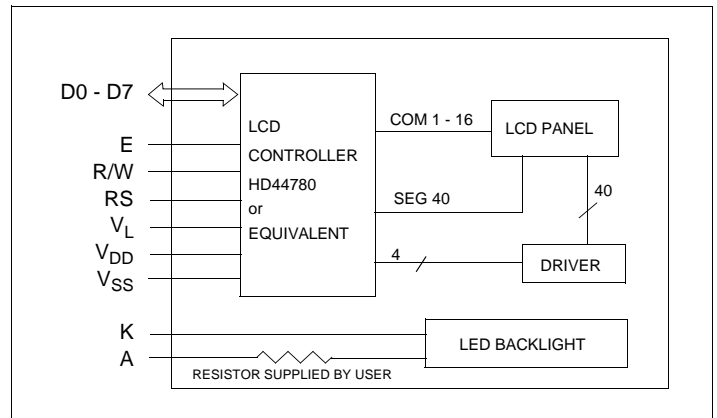 D0 - D7
E
R/W
RS
VL
VDD
VSS
K
A
LCD
CONTROLLER
HD44780
or
EQUIVALENT
COM 1 - 16
SEG 40
4
LCD PANEL
40
DRIVER
LED BACKLIGHT
RESISTOR SUPPLIED BY USER